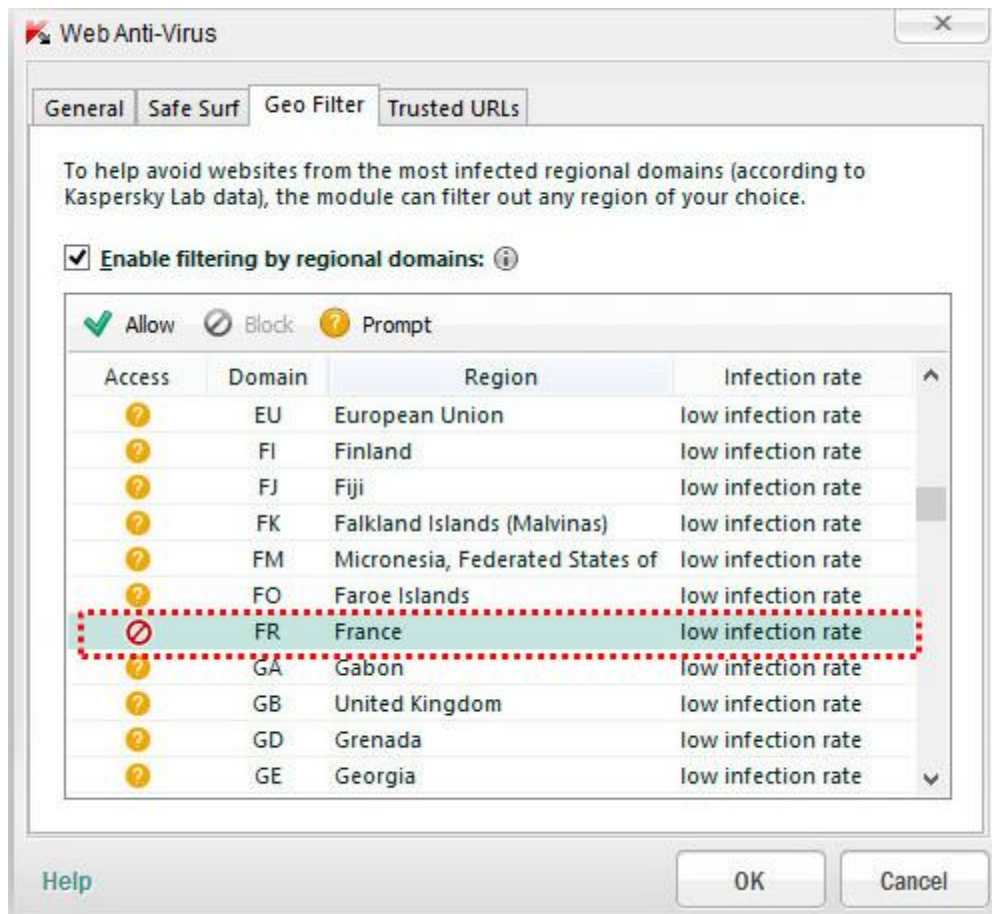 Web Anti-Virus
General Safe Surf Geo Filter Trusted URLs
To help avoid websites from the most infected regional domains (according to
Kaspersky Lab data), the module can filter out any region of your choice.
Enable filtering by regional domains:
Allow Block Prompt
Access Domain Region Infection rate
EU European Union low infection rate
FI Finland low infection rate
FJ Fiji low infection rate
FK Falkland Islands (Malvinas) low infection rate
FM Micronesia, Federated States of low infection rate
FO Faroe Islands low infection rate
FR France low infection rate
GA Gabon low infection rate
GB United Kingdom low infection rate
GD Grenada low infection rate
GE Georgia low infection rate
Help OK Cancel